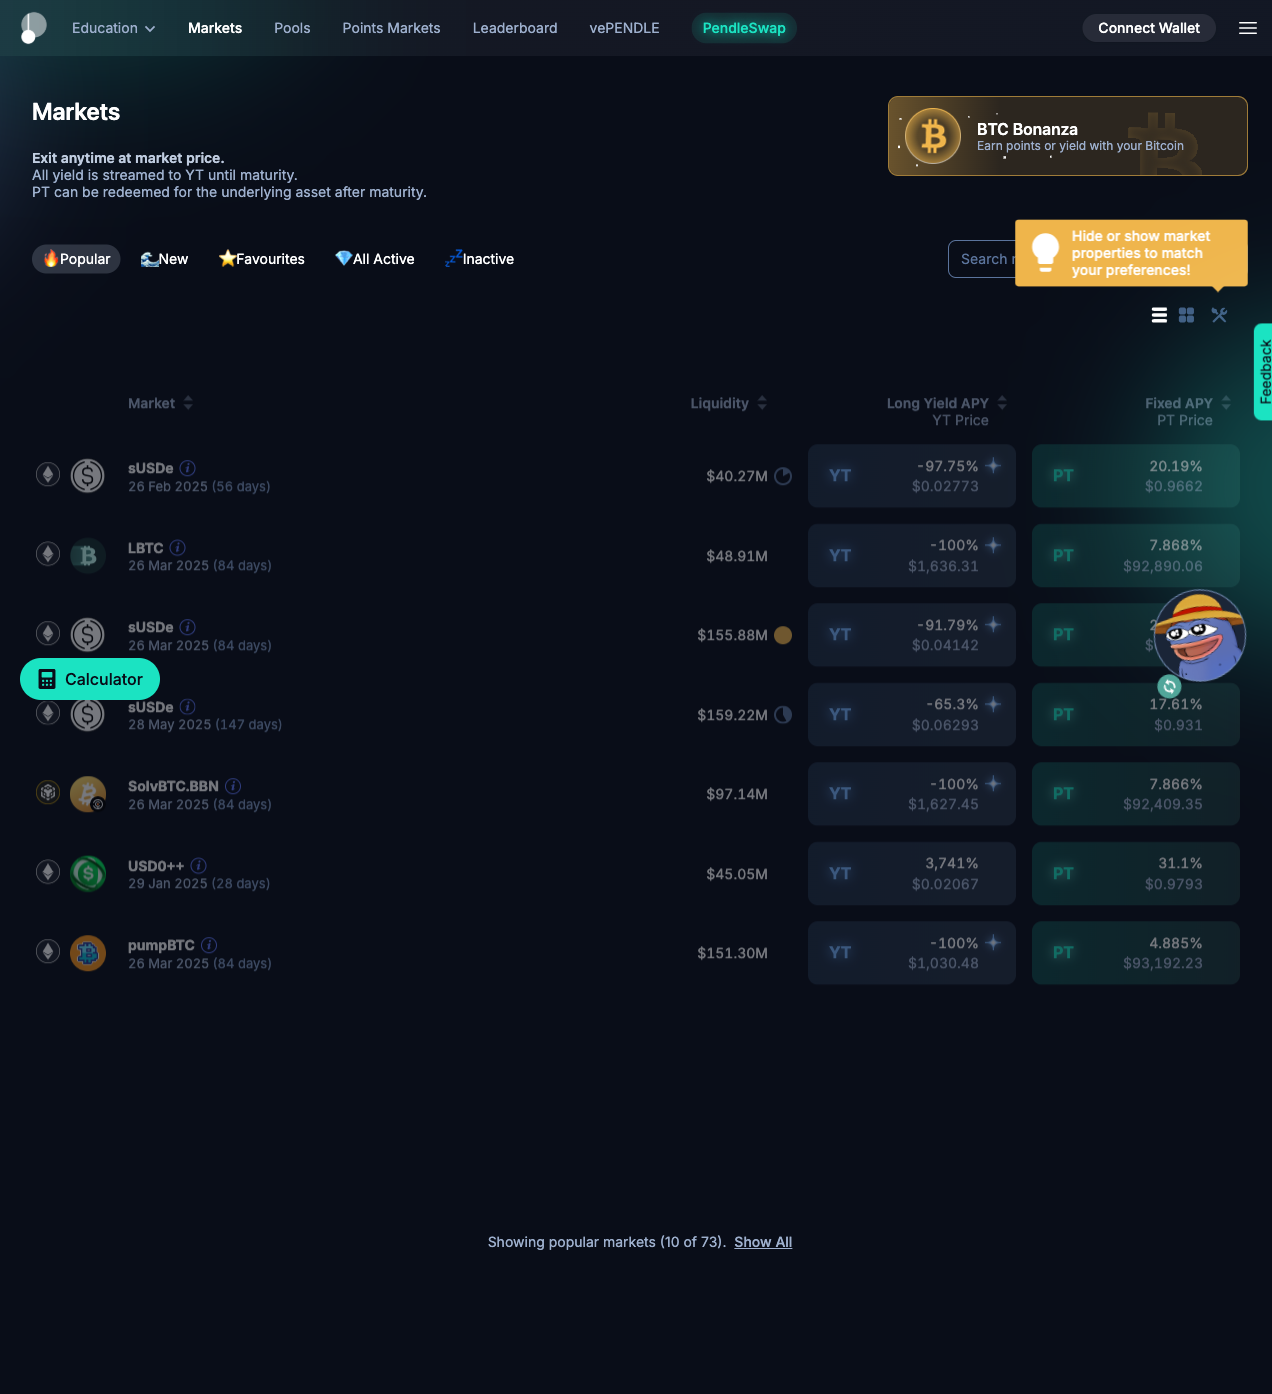 Education
Markets
Pools
Points Markets
Leaderboard
vePENDLE
PendleSwap
Connect Wallet
Markets
Exit anytime at market price.
All yield is streamed to YT until maturity.
PT can be redeemed for the underlying asset after maturity.
BTC Bonanza
Earn points or yield with your Bitcoin
Popular
New
Favourites
All Active
Inactive
Search
Hide or show market
properties to match
your preferences!
Feedback
Market
Liquidity
Long Yield APY
YT Price
Fixed APY
PT Price
sUSDe
26 Feb 2025 (56 days)
$40.27M
YT
-97.75%
$0.02773
PT
20.19%
$0.9662
LBTC
26 Mar 2025 (84 days)
$48.91M
YT
-100%
$1,636.31
PT
7.868%
$92,890.06
sUSDe
26 Mar 2025 (84 days)
$155.88M
YT
-91.79%
$0.04142
PT
Calculator
sUSDe
28 May 2025 (147 days)
$159.22M
YT
-65.3%
$0.06293
PT
17.61%
$0.931
SolvBTC.BBN
26 Mar 2025 (84 days)
$97.14M
YT
-100%
$1,627.45
PT
7.866%
$92,409.35
USD0++
29 Jan 2025 (28 days)
$45.05M
YT
3,741%
$0.02067
PT
31.1%
$0.9793
pumpBTC
26 Mar 2025 (84 days)
$151.30M
YT
-100%
$1,030.48
PT
4.885%
$93,192.23
Showing popular markets (10 of 73). Show All